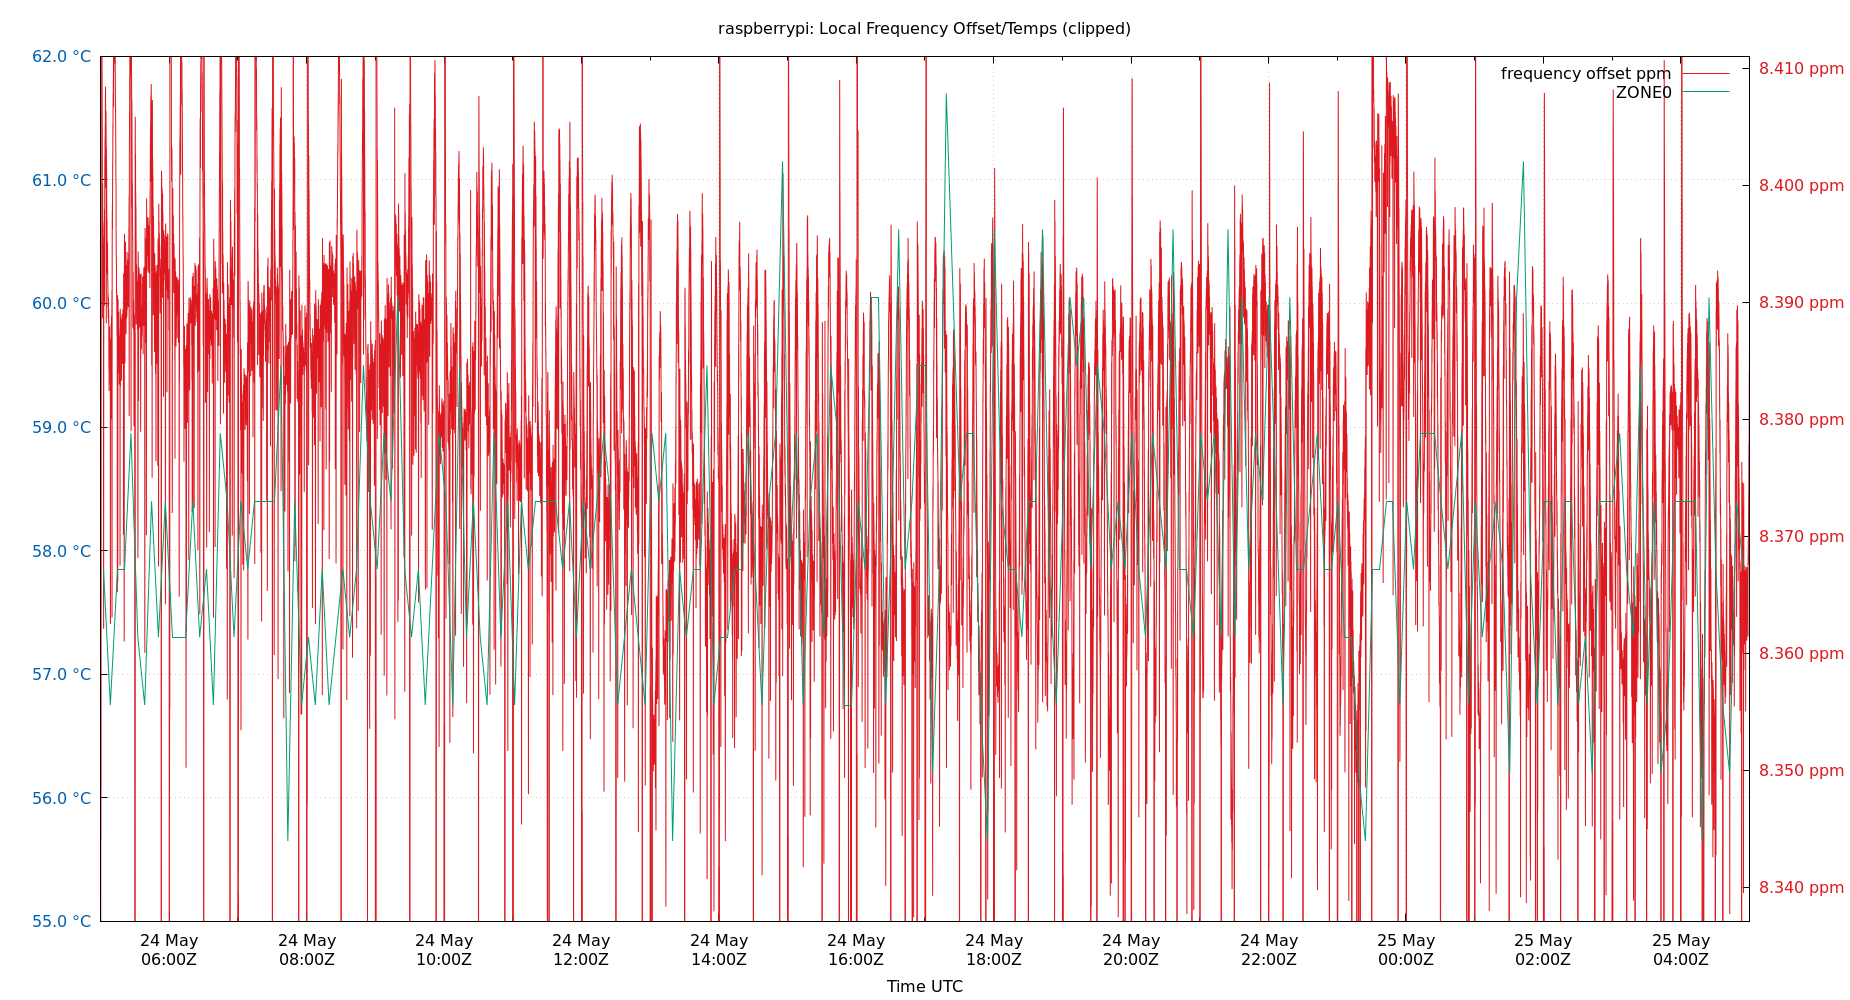 raspberrypi: Local Frequency Offset/Temps (clipped)
frequency offset ppm
ZONE0
62.0 °C
61.0 °C
60.0 °C
59.0 °C
58.0 °C
57.0 °C
56.0 °C
55.0 °C
8.410 ppm
8.400 ppm
8.390 ppm
8.380 ppm
8.370 ppm
8.360 ppm
8.350 ppm
8.340 ppm
24 May 24 May 24 May 24 May 24 May 24 May 24 May 24 May 24 May 25 May 25 May 25 May
06:00Z 08:00Z 10:00Z 12:00Z 14:00Z 16:00Z 18:00Z 20:00Z 22:00Z 00:00Z 02:00Z 04:00Z
Time UTC